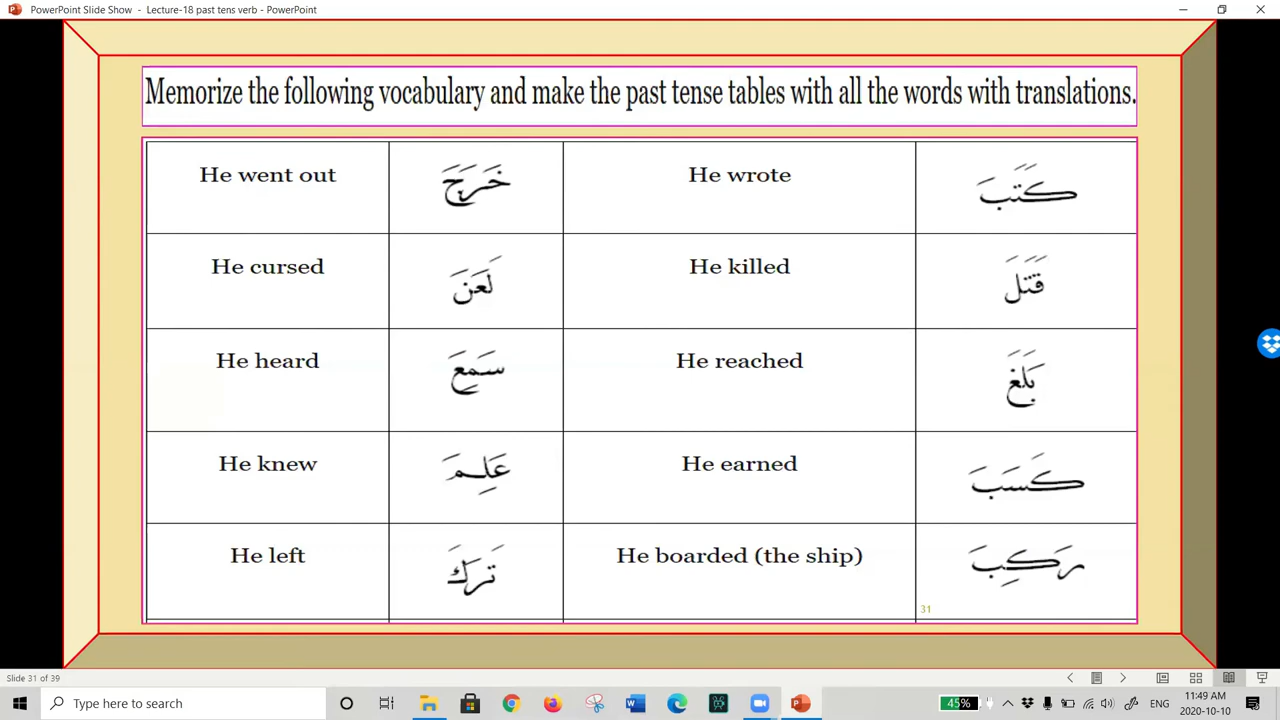 PowerPoint Slide Show - Lecture-18 past tens verb - PowerPoint
Memorize the following vocabulary and make the past tense tables with all the words with translations.
He went out خَرَجَ He wrote كَتَبَ
He cursed لَعَنَ He killed قَتَلَ
He heard سَمِعَ He reached بَلَغَ
He knew عَلِمَ He earned كَسَبَ
He left تَرَكَ He boarded (the ship) رَكِبَ
31
Slide 31 of 39
Type here to search
45%
ENG
11:49 AM
2020-10-10